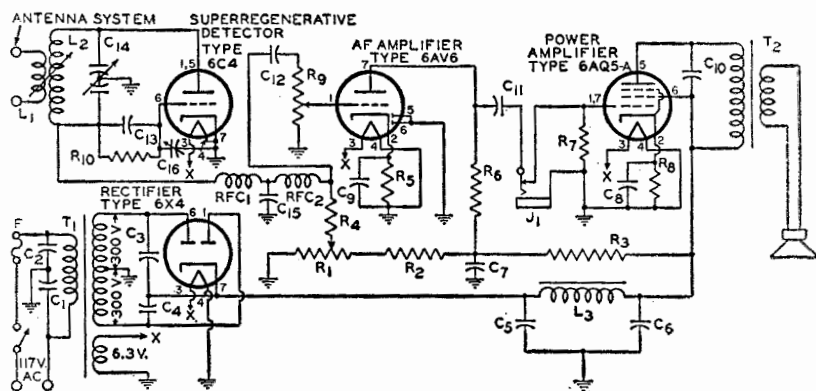 ANTENNA SYSTEM
SUPERREGENERATIVE
DETECTOR
TYPE
6C4
AF AMPLIFIER
TYPE 6AV6
POWER
AMPLIFIER
TYPE 6AQ5-A
L2
C14
1,5
6
C13
3
4
7
L1
R10
C16
X
C12
R9
7
1
5
6
3
4
2
X
C9
R5
C11
R6
J1
1,7
R7
5
6
3
4
2
X
C8
R8
C10
T2
RECTIFIER
TYPE 6X4
RFC1
C15
RFC2
R4
F
T1
C2
C1
300 V
300 V
C3
C4
6
1
3
4
7
X
R1
R2
C7
R3
C5
L3
C6
6.3 V.
X
117V.
AC